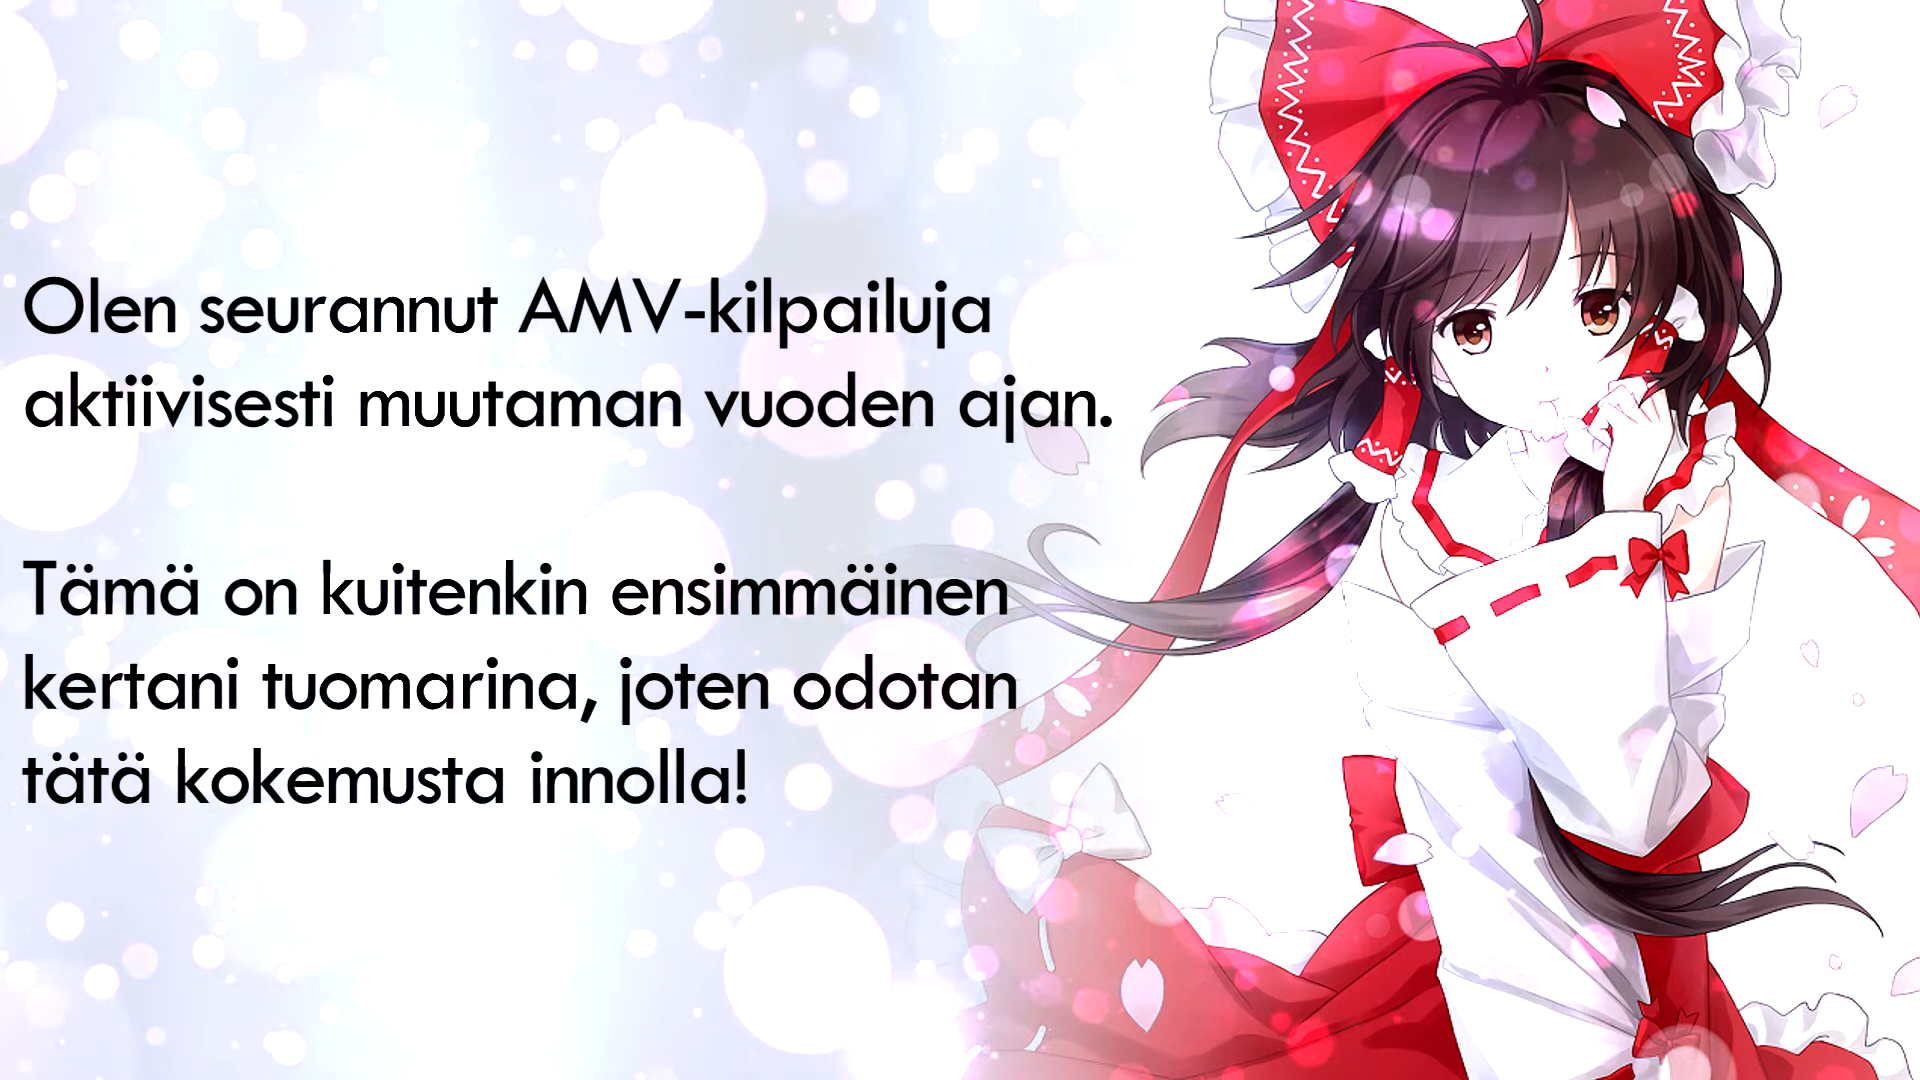 Olen seurannut AMV-kilpailuja
aktiivisesti muutaman vuoden ajan.
Tämä on kuitenkin ensimmäinen
kertani tuomarina, joten odotan
tätä kokemusta innolla!